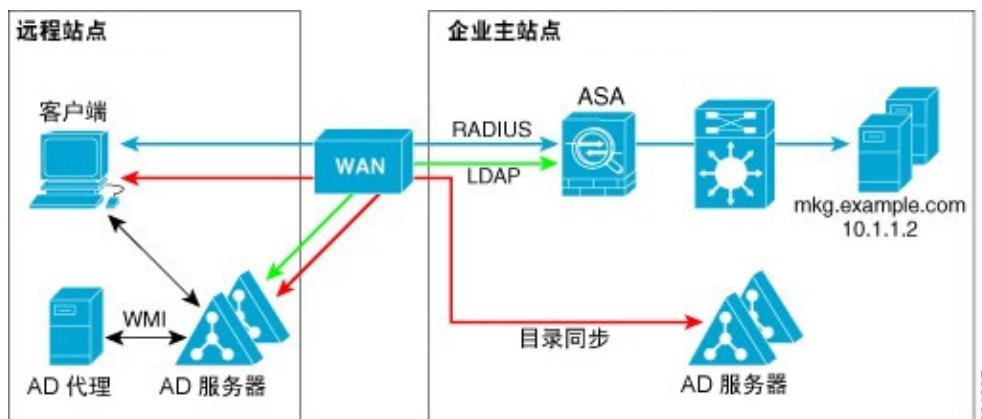 远程站点
企业主站点
客户端
ASA
RADIUS
WAN
LDAP
mkg.example.com
10.1.1.2
WMI
目录同步
AD 代理
AD 服务器
AD 服务器